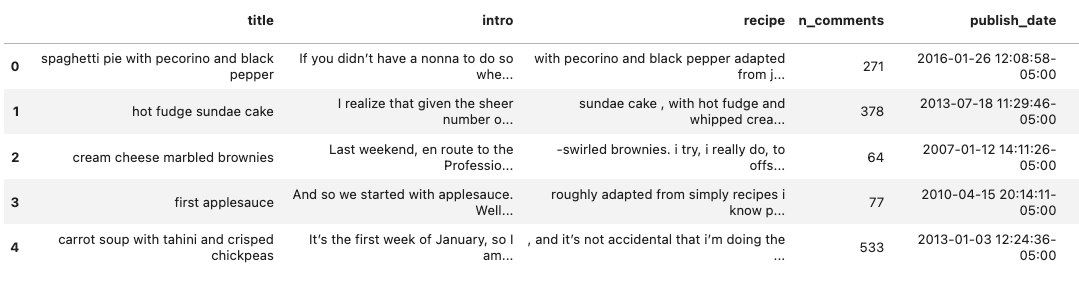 title intro recipe n_comments publish_date
0 spaghetti pie with pecorino and black pepper If you didn’t have a nonna to do so whe... with pecorino and black pepper adapted from j... 271 2016-01-26 12:08:58-05:00
1 hot fudge sundae cake I realize that given the sheer number o... sundae cake , with hot fudge and whipped crea... 378 2013-07-18 11:29:46-05:00
2 cream cheese marbled brownies Last weekend, en route to the Professio... -swirled brownies. i try, i really do, to offs... 64 2007-01-12 14:11:26-05:00
3 first applesauce And so we started with applesauce. Well... roughly adapted from simply recipes i know p... 77 2010-04-15 20:14:11-05:00
4 carrot soup with tahini and crisped chickpeas It’s the first week of January, so I am... , and it’s not accidental that i’m doing the ... 533 2013-01-03 12:24:36-05:00